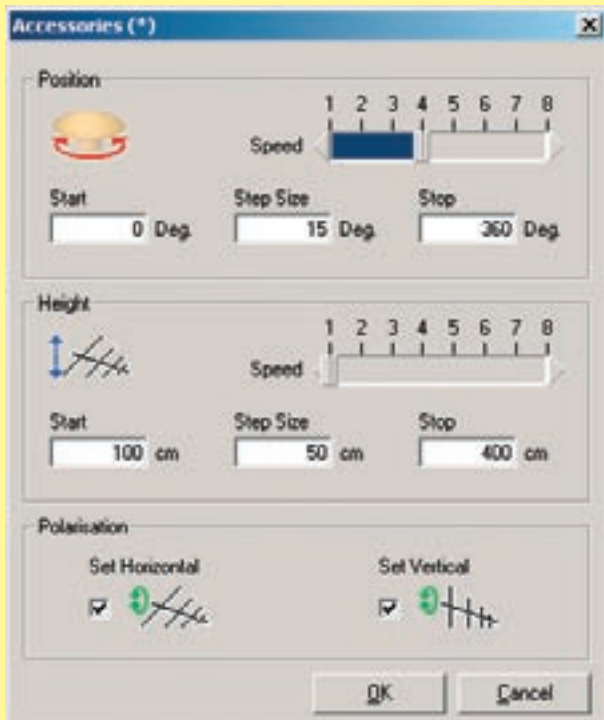 Accessories (*)
Position
1 2 3 4 5 6 7 8
Speed
Start Step Size Stop
0 Deg. 15 Deg. 360 Deg.
Height
1 2 3 4 5 6 7 8
Speed
Start Step Size Stop
100 cm 50 cm 400 cm
Polarisation
Set Horizontal Set Vertical
OK Cancel